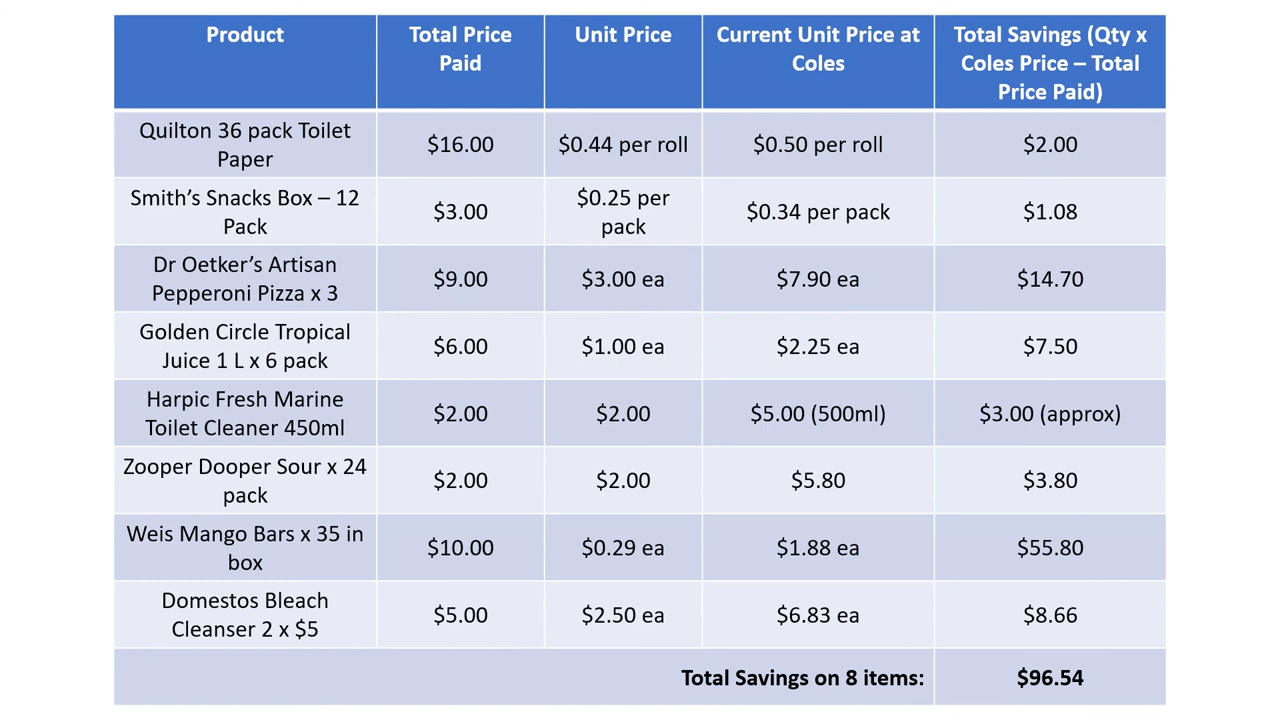 Product
Total Price
Paid
Unit Price
Current Unit Price at
Coles
Total Savings (Qty x
Coles Price – Total
Price Paid)
Quilton 36 pack Toilet
Paper
$16.00
$0.44 per roll
$0.50 per roll
$2.00
Smith’s Snacks Box – 12
Pack
$3.00
$0.25 per
pack
$0.34 per pack
$1.08
Dr Oetker’s Artisan
Pepperoni Pizza x 3
$9.00
$3.00 ea
$7.90 ea
$14.70
Golden Circle Tropical
Juice 1 L x 6 pack
$6.00
$1.00 ea
$2.25 ea
$7.50
Harpic Fresh Marine
Toilet Cleaner 450ml
$2.00
$2.00
$5.00 (500ml)
$3.00 (approx)
Zooper Dooper Sour x 24
pack
$2.00
$2.00
$5.80
$3.80
Weis Mango Bars x 35 in
box
$10.00
$0.29 ea
$1.88 ea
$55.80
Domestos Bleach
Cleanser 2 x $5
$5.00
$2.50 ea
$6.83 ea
$8.66
Total Savings on 8 items:
$96.54